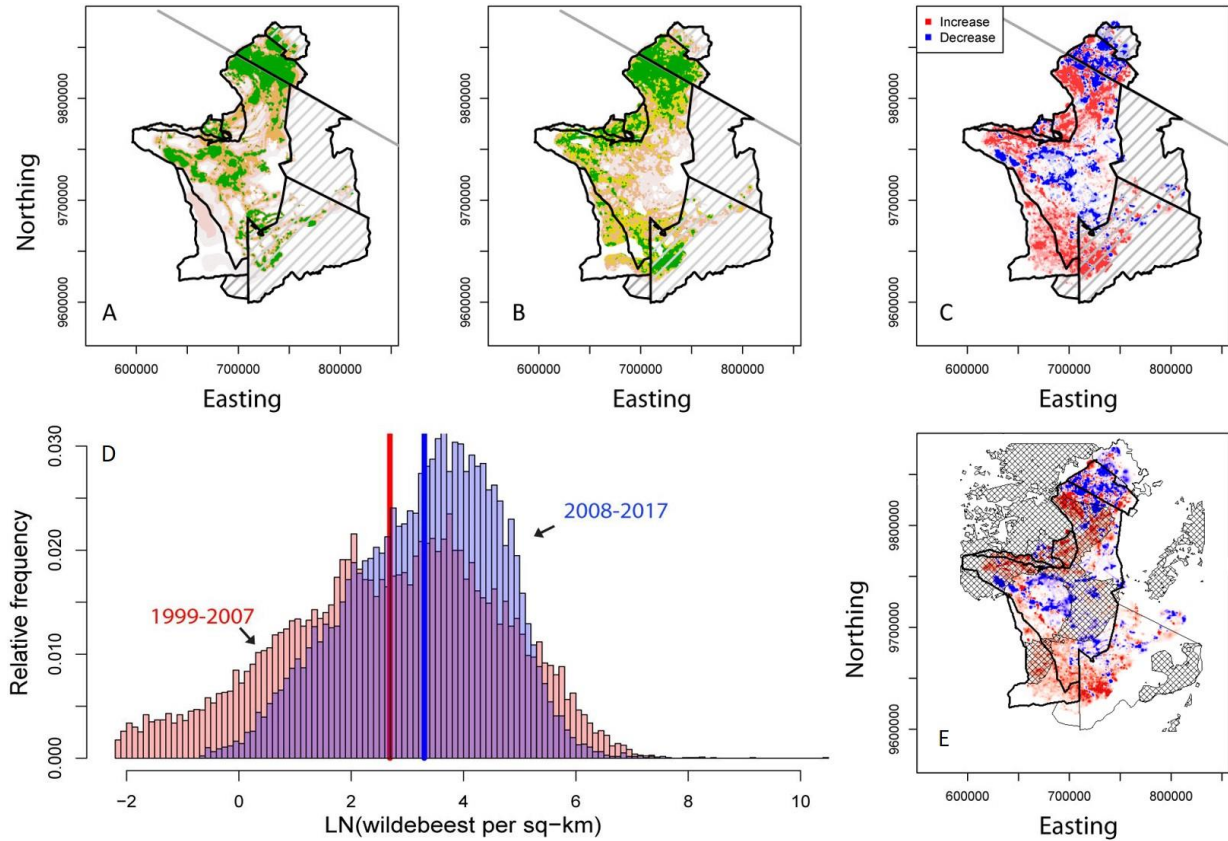 Increase
Decrease
Northing
9800000
9700000
9600000
A
B
C
600000 700000 800000
600000 700000 800000
600000 700000 800000
Easting
Easting
Easting
D
Relative frequency
0.030
0.020
0.010
0.000
1999-2007
2008-2017
−2 0 2 4 6 8 10
LN(wildebeest per sq−km)
9800000
9700000
9600000
9800000
9700000
9600000
Northing
9800000
9700000
9600000
E
600000 700000 800000
Easting